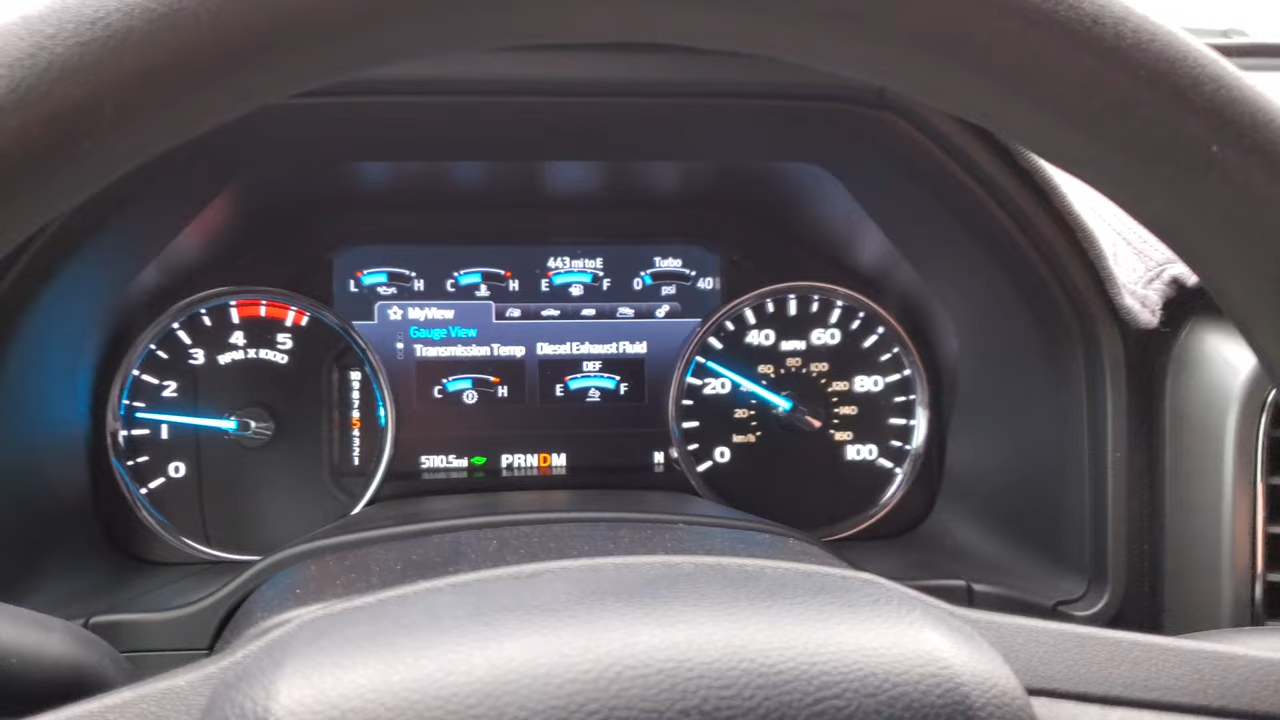 443 mi to E
Turbo
L H C H E F 0 40
psi
MyView
Gauge View
Transmission Temp Diesel Exhaust Fluid
DEF
C H E F
5110.5mi PRNDM N
0 1 2 3 4 5
RPM X 1000
10
9
8
7
6
5
4
3
2
1
0 20 40 60 80 100
MPH
20 40 60 80 100 120 140 160
km/h